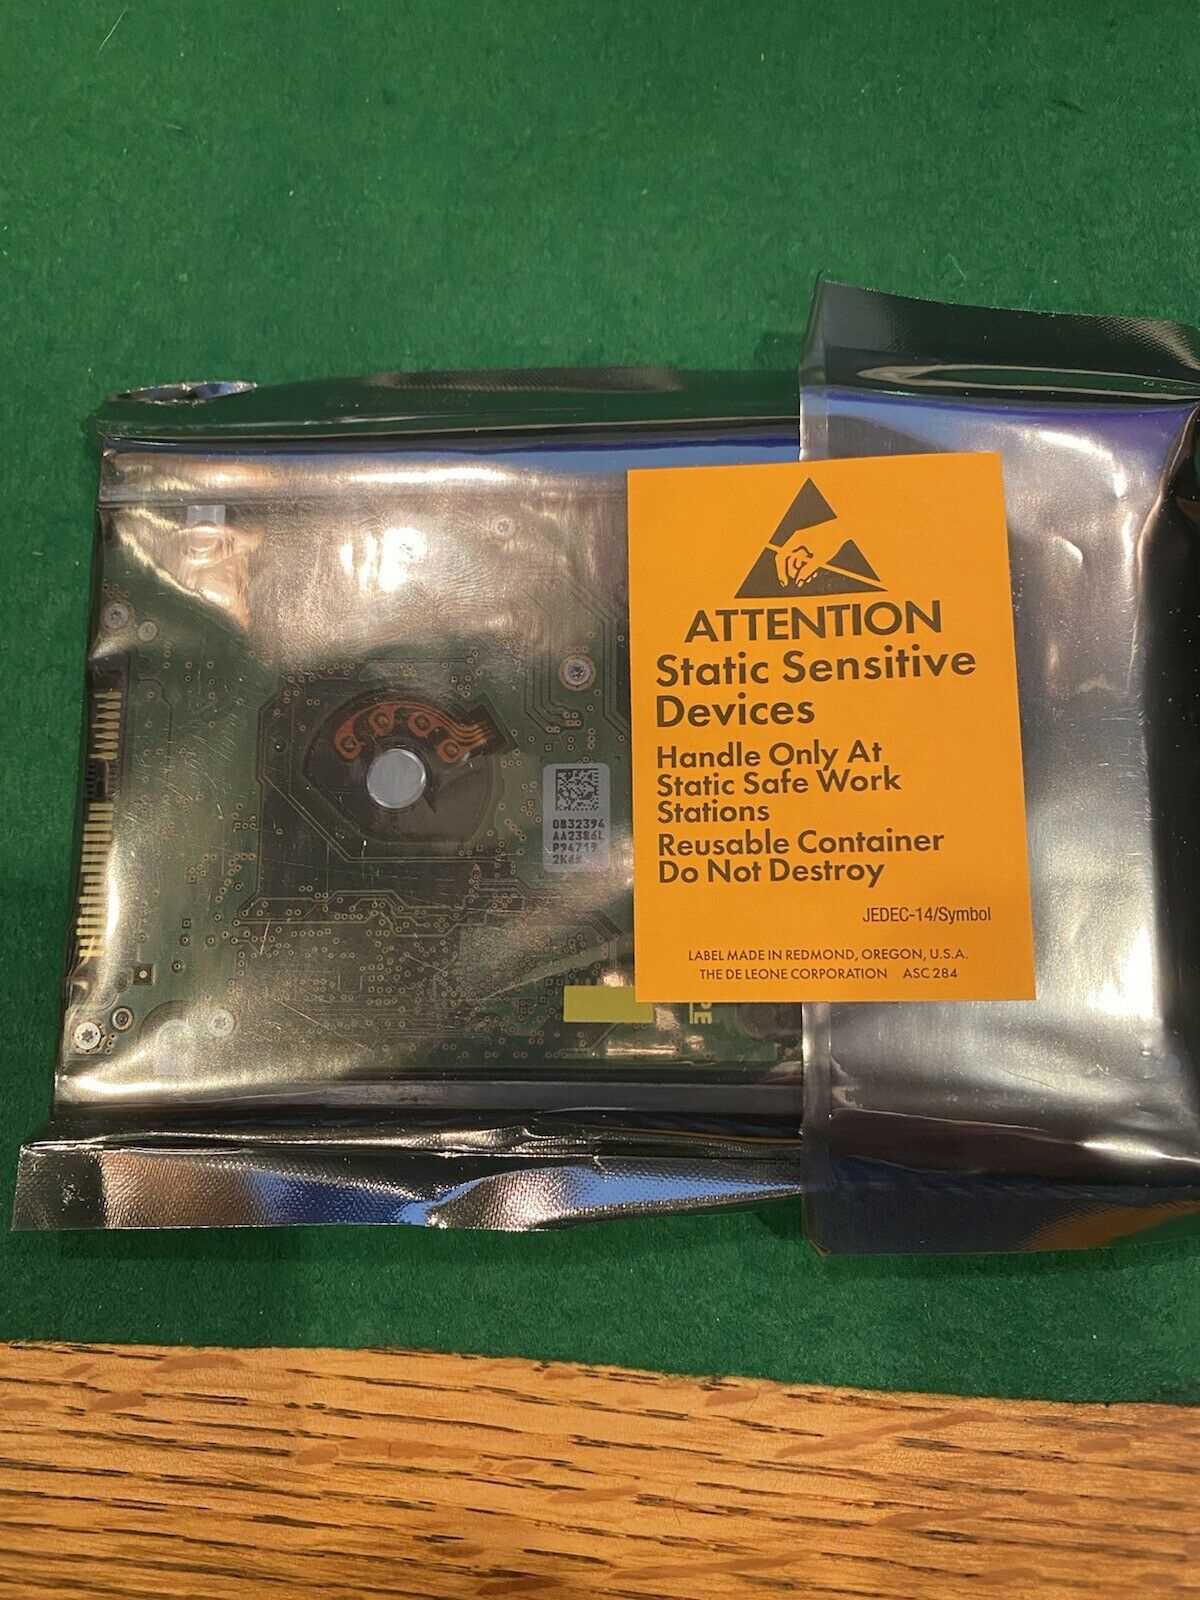 ATTENTION
Static Sensitive
Devices
Handle Only At
Static Safe Work
Stations
Reusable Container
Do Not Destroy
JEDEC-14/Symbol
LABEL MADE IN REDMOND, OREGON, U.S.A.
THE DE LEONE CORPORATION ASC 284
0832394
AA2386L
P94719